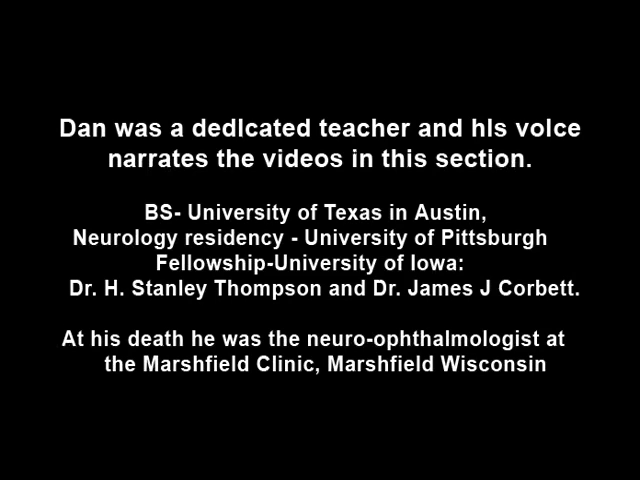 Dan was a dedIcated teacher and hIs voIce
narrates the videos in this section.
BS- University of Texas in Austin,
Neurology residency - University of Pittsburgh
Fellowship-University of Iowa:
Dr. H. Stanley Thompson and Dr. James J Corbett.
At his death he was the neuro-ophthalmologist at
the Marshfield Clinic, Marshfield Wisconsin